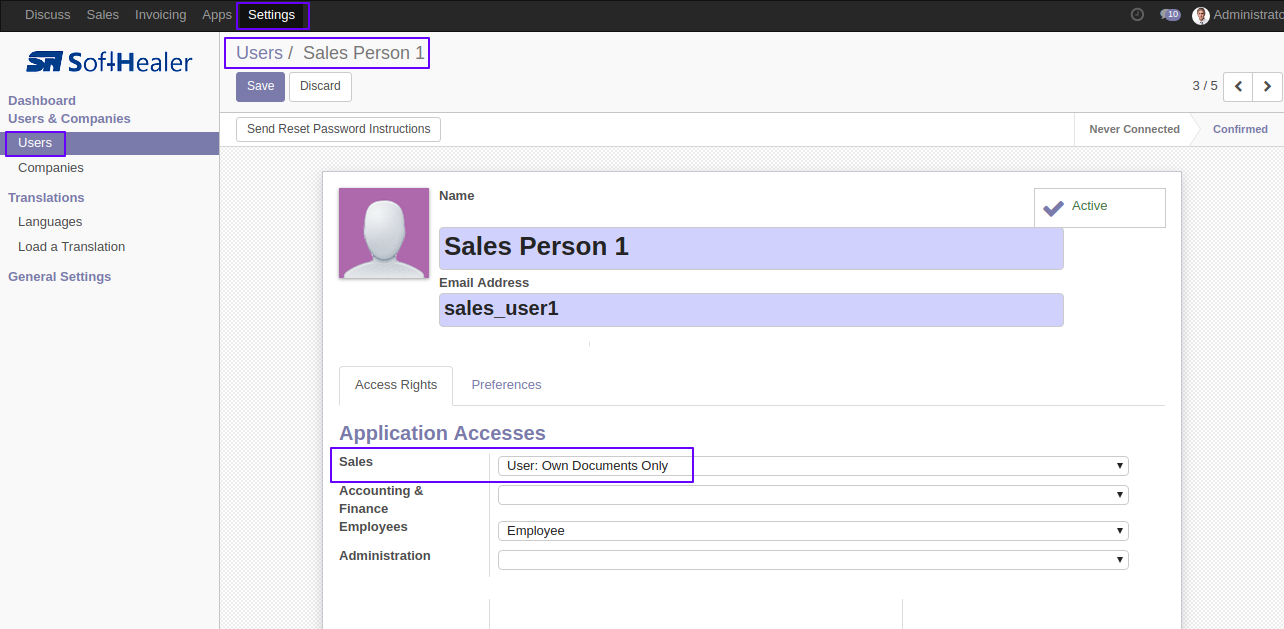 Discuss Sales Invoicing Apps Settings 10 Administrato
SoftHealer
Users / Sales Person 1
Save Discard
3 / 5
Dashboard
Users & Companies
Users
Companies
Translations
Languages
Load a Translation
General Settings
Send Reset Password Instructions
Never Connected Confirmed
Name
Active
Sales Person 1
Email Address
sales_user1
Access Rights Preferences
Application Accesses
Sales User: Own Documents Only
Accounting &
Finance
Employees Employee
Administration